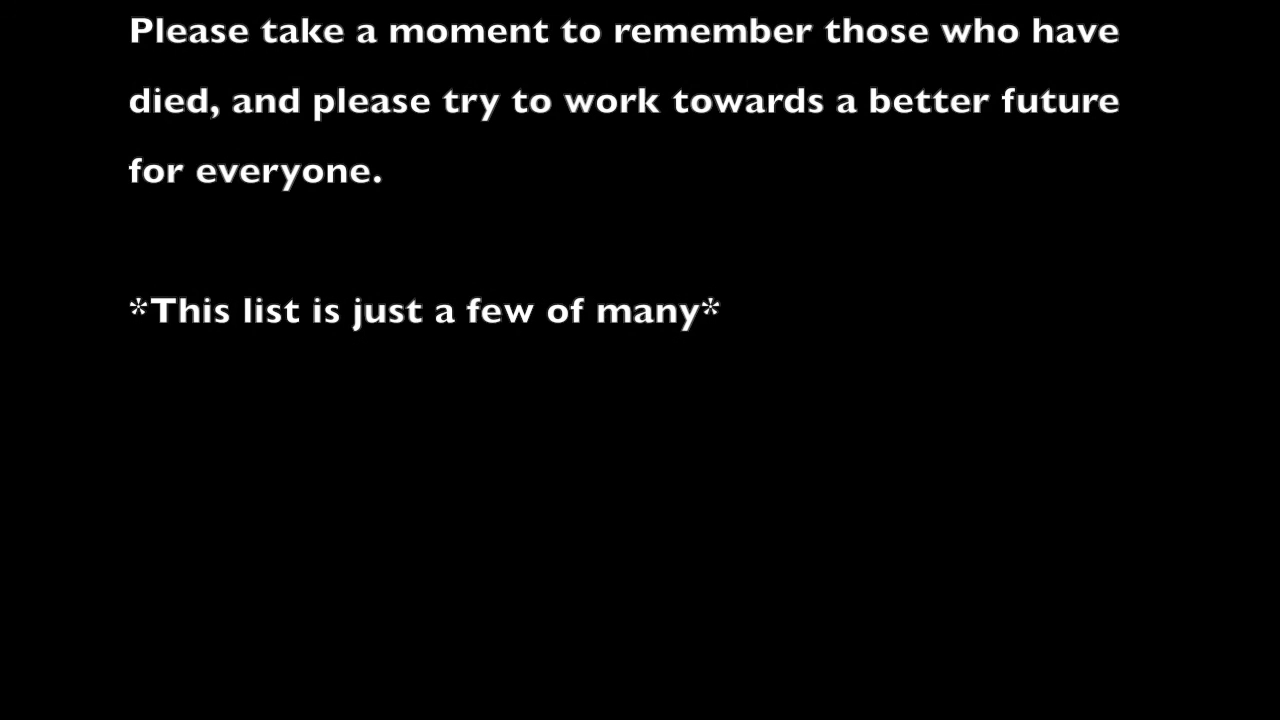 Please take a moment to remember those who have
died, and please try to work towards a better future
for everyone.
*This list is just a few of many*